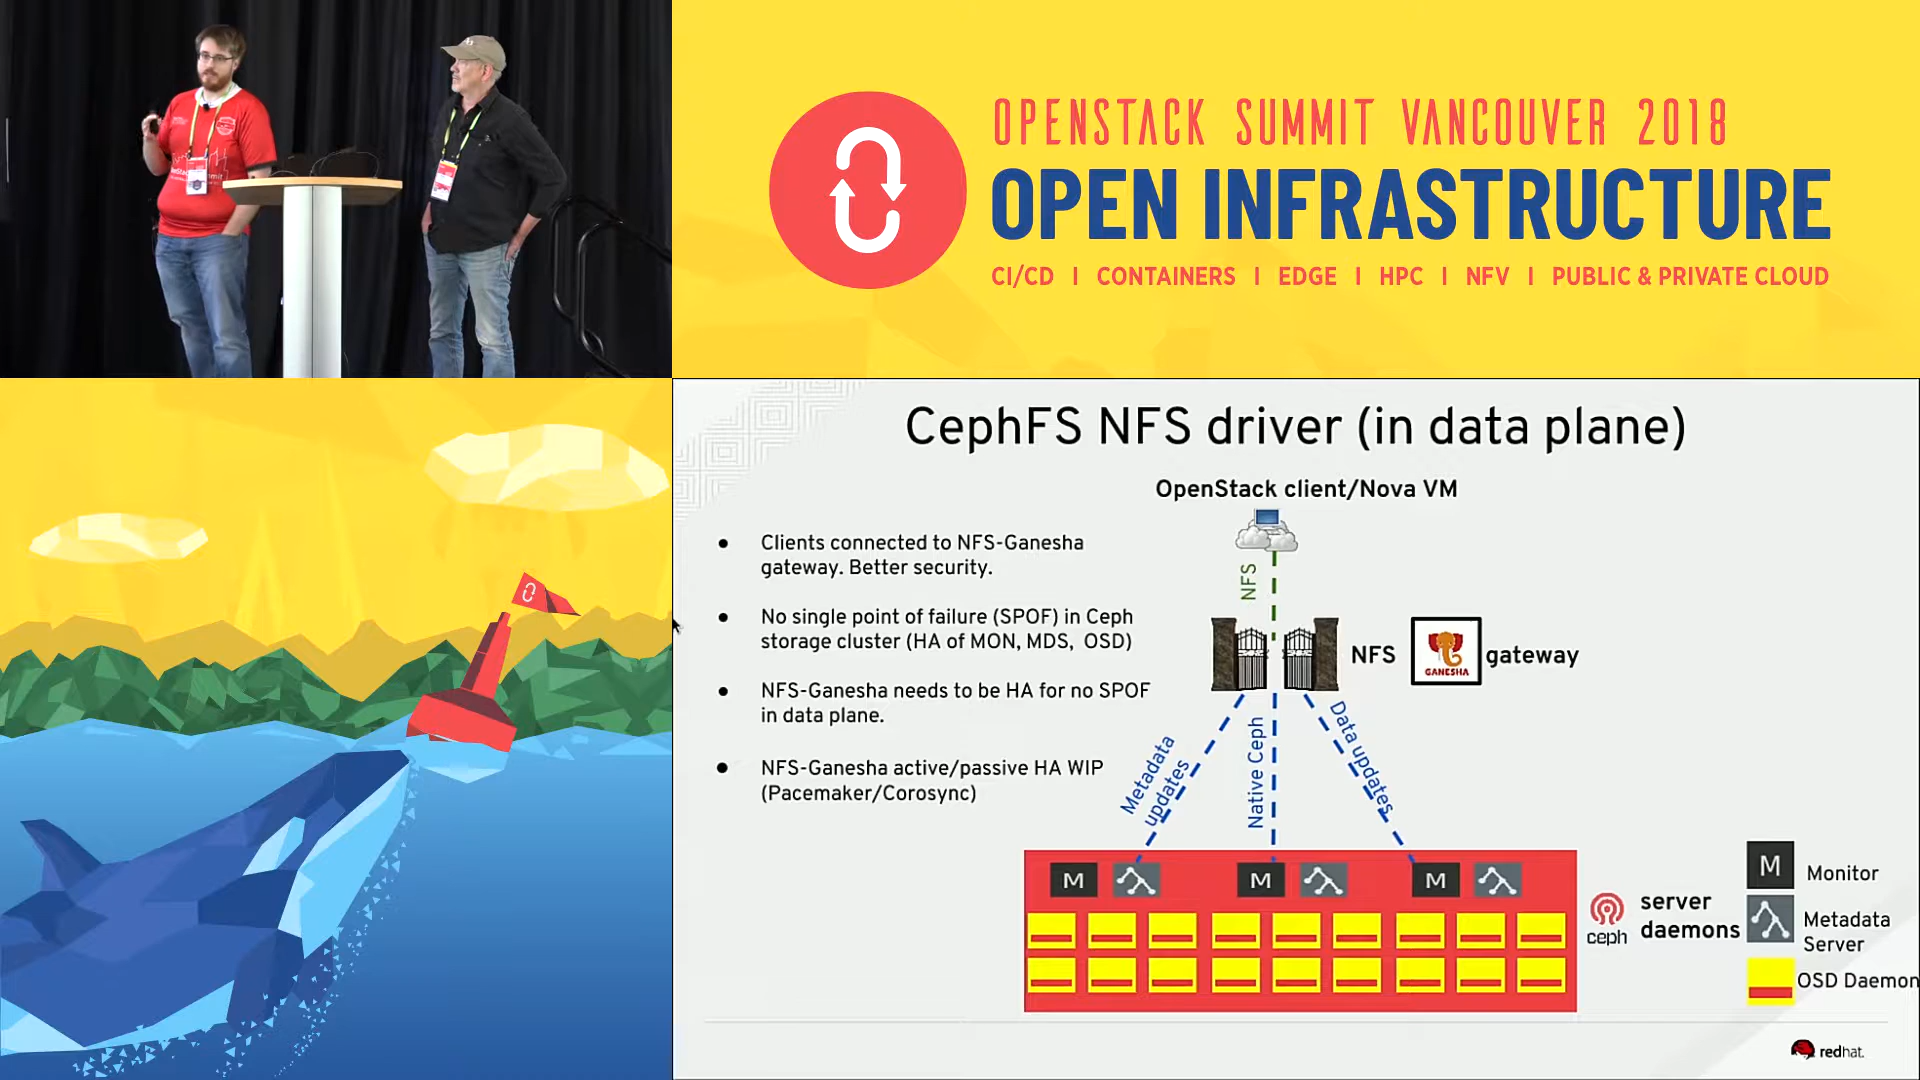 OPENSTACK SUMMIT VANCOUVER 2018
OPEN INFRASTRUCTURE
CI/CD | CONTAINERS | EDGE | HPC | NFV | PUBLIC & PRIVATE CLOUD
CephFS NFS driver (in data plane)
OpenStack client/Nova VM
● Clients connected to NFS-Ganesha
gateway. Better security.
● No single point of failure (SPOF) in Ceph
storage cluster (HA of MON, MDS, OSD)
● NFS-Ganesha needs to be HA for no SPOF
in data plane.
● NFS-Ganesha active/passive HA WIP
(Pacemaker/Corosync)
NFS
NFS
GANESHA
gateway
Metadata
updates
Native Ceph
Data updates
M
M
M
ceph
server
daemons
M
Monitor
Metadata
Server
OSD Daemon
redhat.